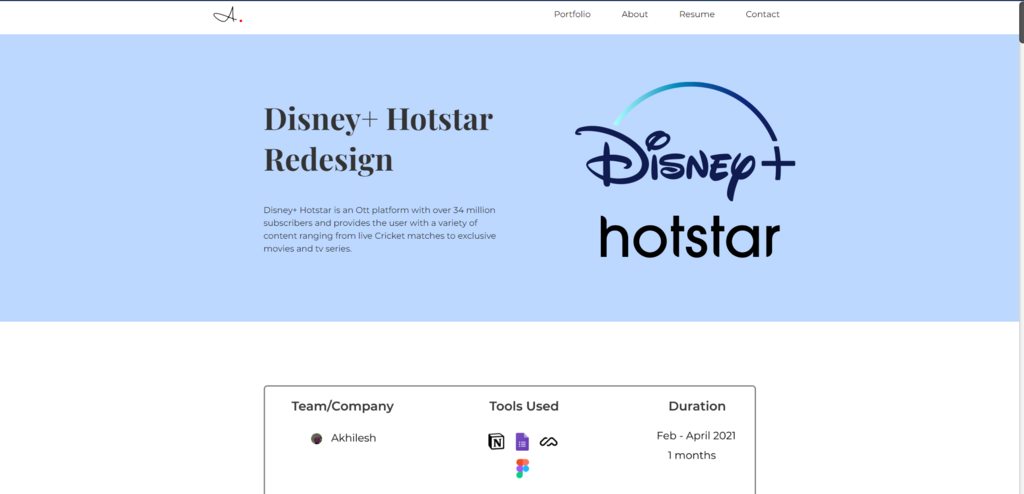 A.
Portfolio About Resume Contact
Disney+ Hotstar
Redesign
Disney+ Hotstar is an Ott platform with over 34 million
subscribers and provides the user with a variety of
content ranging from live Cricket matches to exclusive
movies and tv series.
Disney+
hotstar
Team/Company Tools Used Duration
Akhilesh
N
Feb - April 2021
1 months